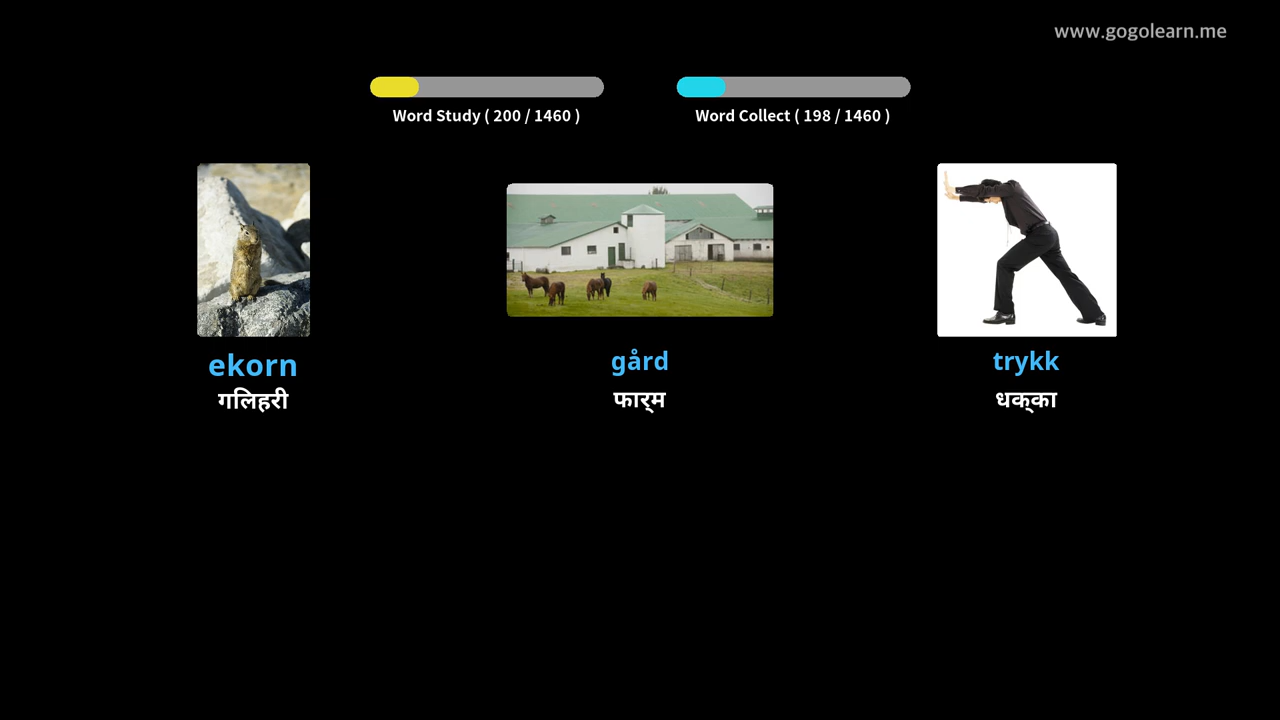 www.gogolearn.me
Word Study ( 200 / 1460 )
Word Collect ( 198 / 1460 )
ekorn
गलिहरी
gård
फार्म
trykk
धक्का